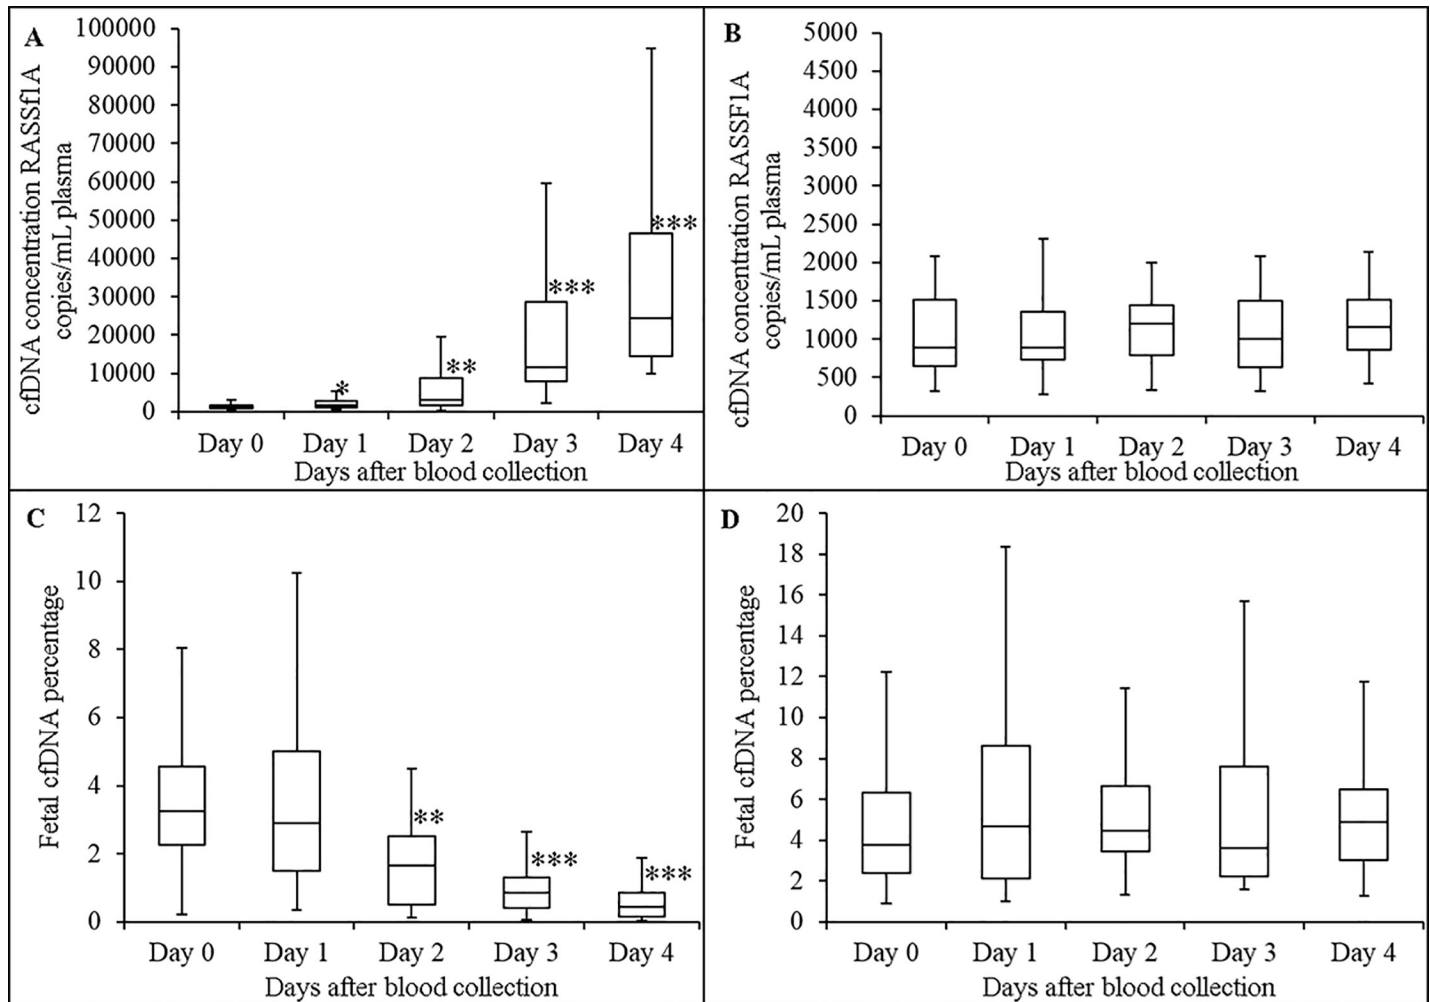 A
cfDNA concentration RASSf1A
copies/mL plasma
100000
90000
80000
70000
60000
50000
40000
30000
20000
10000
0
*
**
***
***
Day 0 Day 1 Day 2 Day 3 Day 4
Days after blood collection
B
cfDNA concentration RASSF1A
copies/mL plasma
5000
4500
4000
3500
3000
2500
2000
1500
1000
500
0
Day 0 Day 1 Day 2 Day 3 Day 4
Days after blood collection
C
Fetal cfDNA percentage
12
10
8
6
4
2
0
**
***
***
Day 0 Day 1 Day 2 Day 3 Day 4
Days after blood collection
D
Fetal cfDNA percentage
20
18
16
14
12
10
8
6
4
2
0
Day 0 Day 1 Day 2 Day 3 Day 4
Days after blood collection